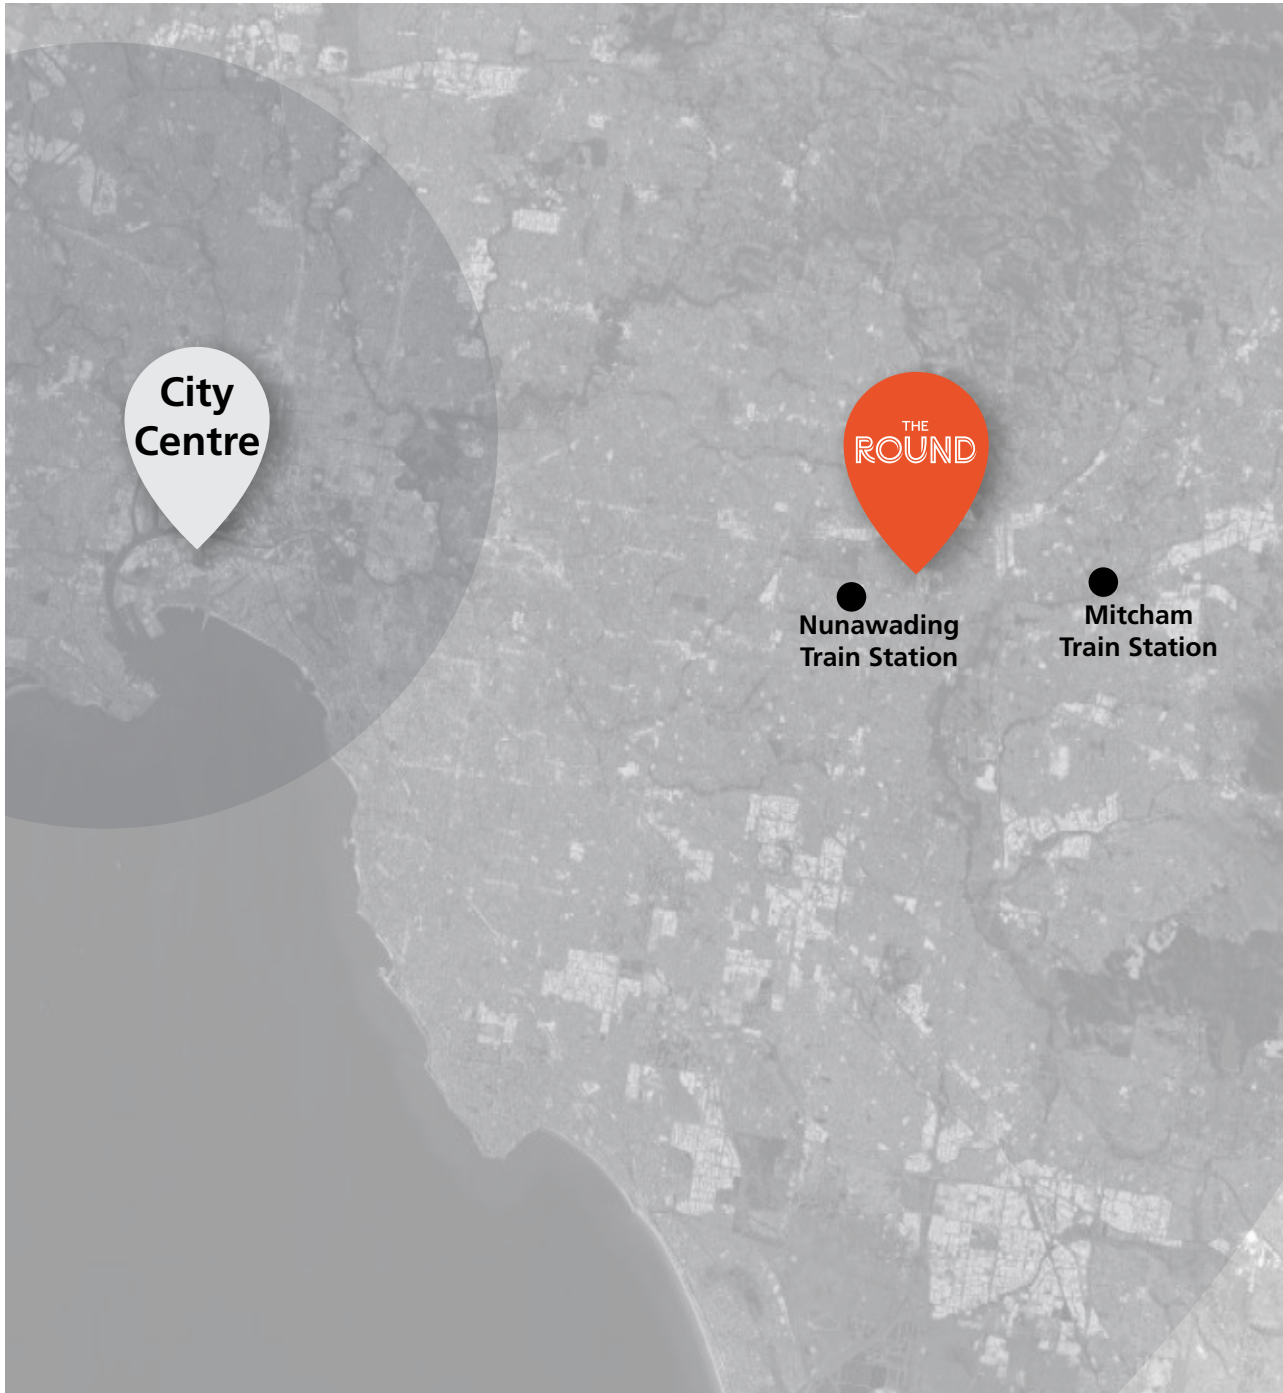 City
Centre
THE
ROUND
Nunawading
Train Station
Mitcham
Train Station